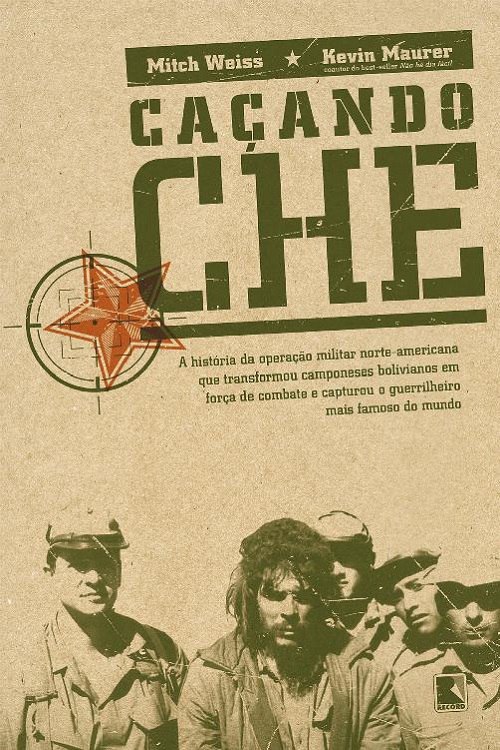 Mitch Weiss ★ Kevin Maurer
coautor do best-seller Não há dia fácil
CAÇANDO
CHE
A história da operação militar norte-americana
que transformou camponeses bolivianos em
força de combate e capturou o guerrilheiro
mais famoso do mundo
RECORD